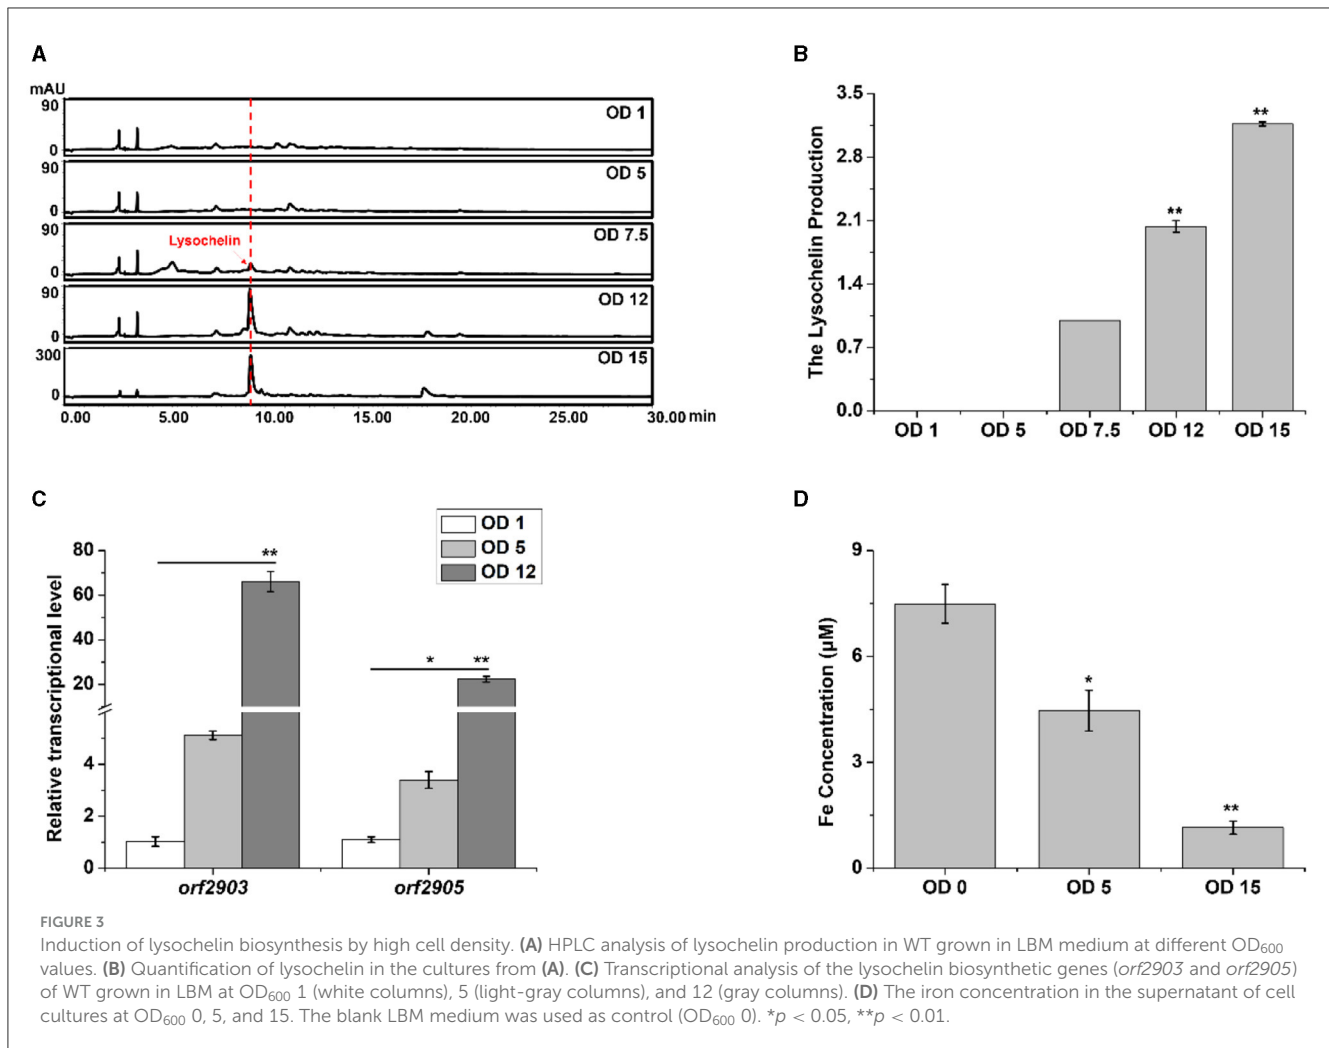 A
mAU
90
0
OD 1
90
0
OD 5
90
0
Lysochelin
OD 7.5
90
0
OD 12
300
0
OD 15
0.00 5.00 10.00 15.00 20.00 25.00 30.00 min
B
The Lysochelin Production
3.5
2.8
2.1
1.4
0.7
0.0
**
**
OD 1 OD 5 OD 7.5 OD 12 OD 15
C
Relative transcriptional level
80
60
40
20
4
2
0
OD 1
OD 5
OD 12
**
* **
orf2903 orf2905
D
Fe Concentration (µM)
9
6
3
0
*
**
OD 0 OD 5 OD 15
FIGURE 3
Induction of lysochelin biosynthesis by high cell density. (A) HPLC analysis of lysochelin production in WT grown in LBM medium at different OD600
values. (B) Quantification of lysochelin in the cultures from (A). (C) Transcriptional analysis of the lysochelin biosynthetic genes (orf2903 and orf2905)
of WT grown in LBM at OD600 1 (white columns), 5 (light-gray columns), and 12 (gray columns). (D) The iron concentration in the supernatant of cell
cultures at OD600 0, 5, and 15. The blank LBM medium was used as control (OD600 0). *p < 0.05, **p < 0.01.